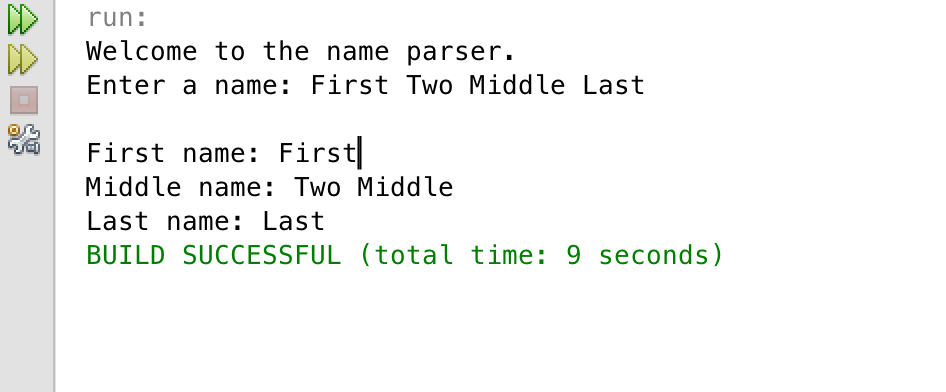 run:
Welcome to the name parser.
Enter a name: First Two Middle Last
First name: First
Middle name: Two Middle
Last name: Last
BUILD SUCCESSFUL (total time: 9 seconds)